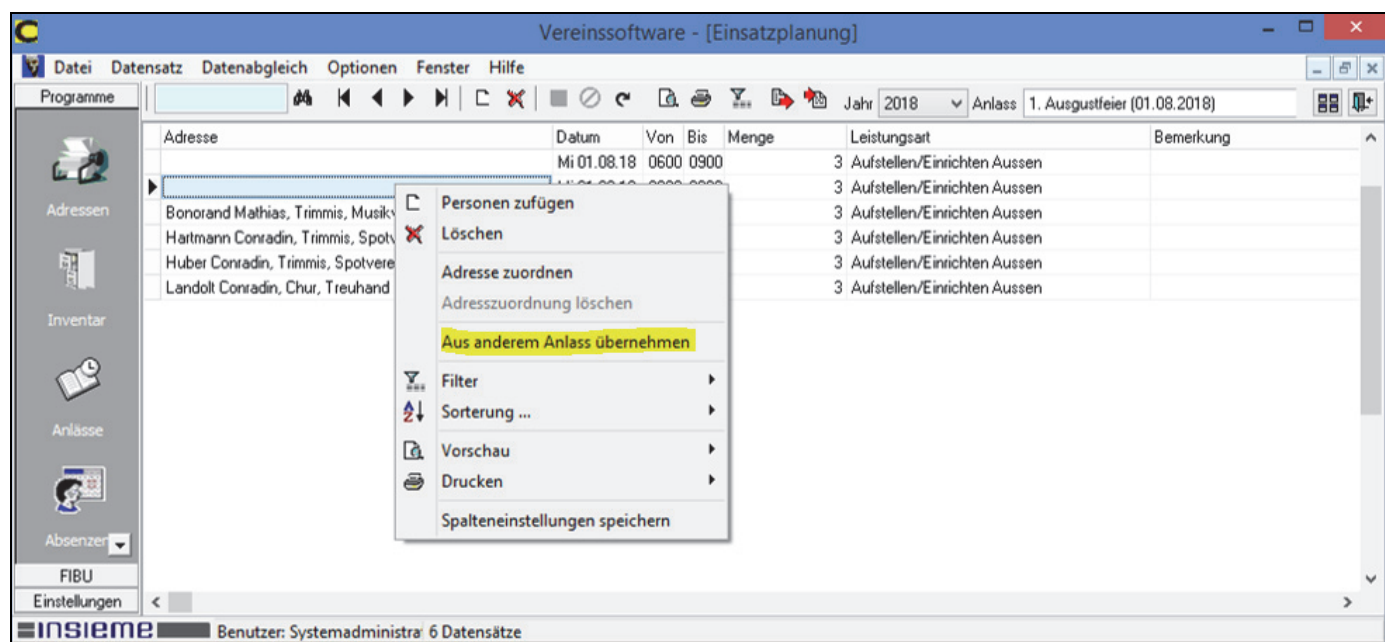 Vereinssoftware - [Einsatzplanung]
Datei Datensatz Datenabgleich Optionen Fenster Hilfe
Programme
Jahr 2018 Anlass 1. Ausgustfeier (01.08.2018)
Adresse Datum Von Bis Menge Leistungsart Bemerkung
Mi 01.08.18 0600 0900 3 Aufstellen/Einrichten Aussen
3 Aufstellen/Einrichten Aussen
Bonorand Mathias, Trimmis, 3 Aufstellen/Einrichten Aussen
Hartmann Conradin, Trimmis, 3 Aufstellen/Einrichten Aussen
Huber Conradin, Trimmis, Spotvere 3 Aufstellen/Einrichten Aussen
Landolt Conradin, Chur, Treuhand 3 Aufstellen/Einrichten Aussen
Personen zufügen
Löschen
Adresse zuordnen
Adresszuordnung löschen
Aus anderem Anlass übernehmen
Filter
Sorterung ...
Vorschau
Drucken
Spalteneinstellungen speichern
Adressen
Inventar
Anlässe
Absenzen
FIBU
Einstellungen
INSIEME Benutzer: Systemadministra 6 Datensätze